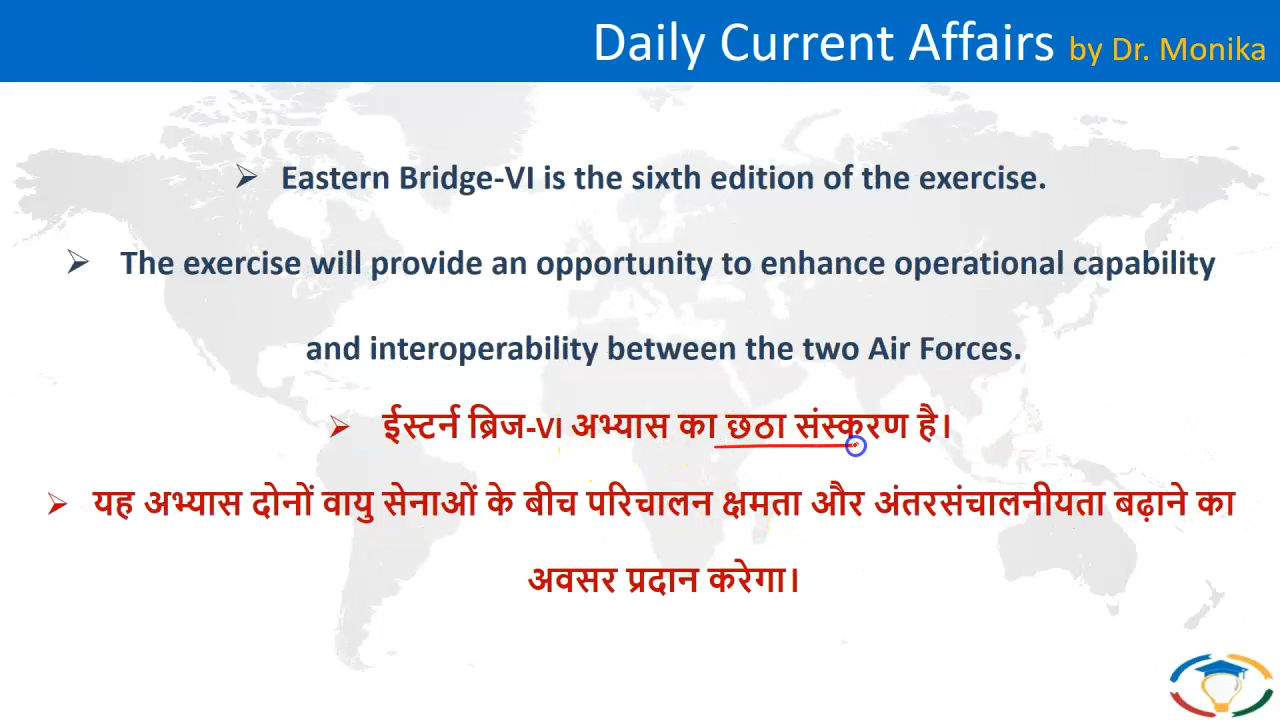 Daily Current Affairs by Dr. Monika
➢ Eastern Bridge-VI is the sixth edition of the exercise.
➢ The exercise will provide an opportunity to enhance operational capability
and interoperability between the two Air Forces.
➢ ईस्टर्न ब्रिज-VI अभ्यास का छठा संस्करण है।
➢ यह अभ्यास दोनों वायु सेनाओं के बीच परिचालन क्षमता और अंतरसंचालनीयता बढ़ाने का
अवसर प्रदान करेगा।